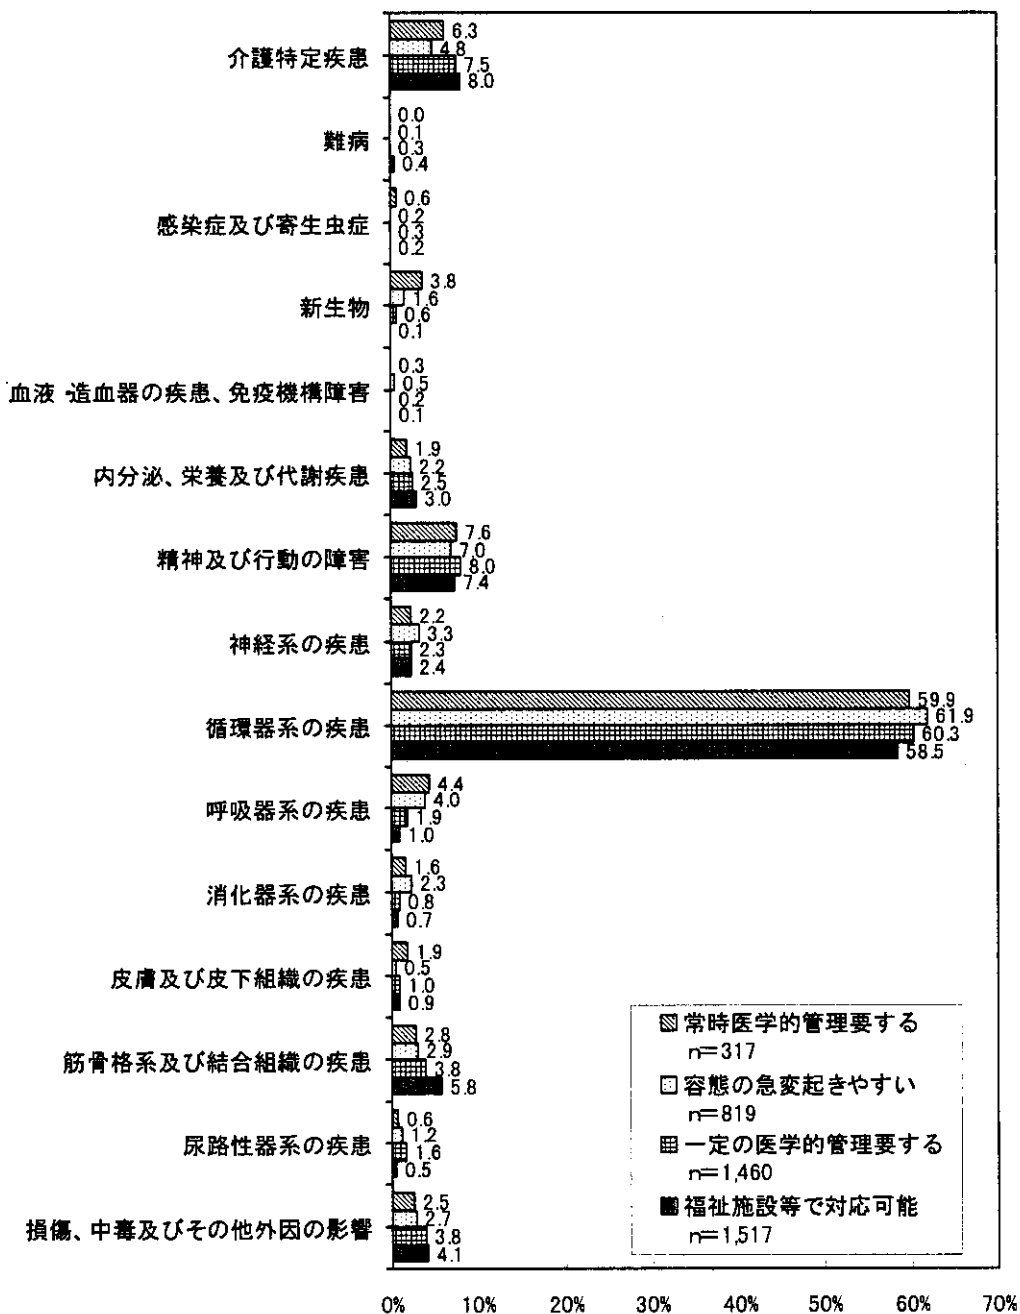 介護特定疾患
6.3
4.8
7.5
8.0
難病
0.0
0.1
0.3
0.4
感染症及び寄生虫症
0.6
0.2
0.3
0.2
新生物
3.8
1.6
0.6
0.1
血液・造血器の疾患、免疫機構障害
0.3
0.5
0.2
0.1
内分泌、栄養及び代謝疾患
1.9
2.2
2.5
3.0
精神及び行動の障害
7.6
7.0
8.0
7.4
神経系の疾患
2.2
3.3
2.3
2.4
循環器系の疾患
59.9
61.9
60.3
58.5
呼吸器系の疾患
4.4
4.0
1.9
1.0
消化器系の疾患
1.6
2.3
0.8
0.7
皮膚及び皮下組織の疾患
1.9
0.5
1.0
0.9
筋骨格系及び結合組織の疾患
2.8
2.9
3.8
5.8
尿路性器系の疾患
0.6
1.2
1.6
0.5
損傷、中毒及びその他外因の影響
2.5
2.7
3.8
4.1
常時医学的管理要する
n=317
容態の急変起きやすい
n=819
一定の医学的管理要する
n=1,460
福祉施設等で対応可能
n=1,517
0% 10% 20% 30% 40% 50% 60% 70%